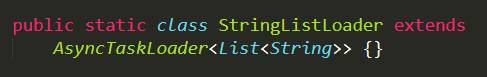 public static class StringListLoader extends
AsyncTaskLoader<List<String>> {}